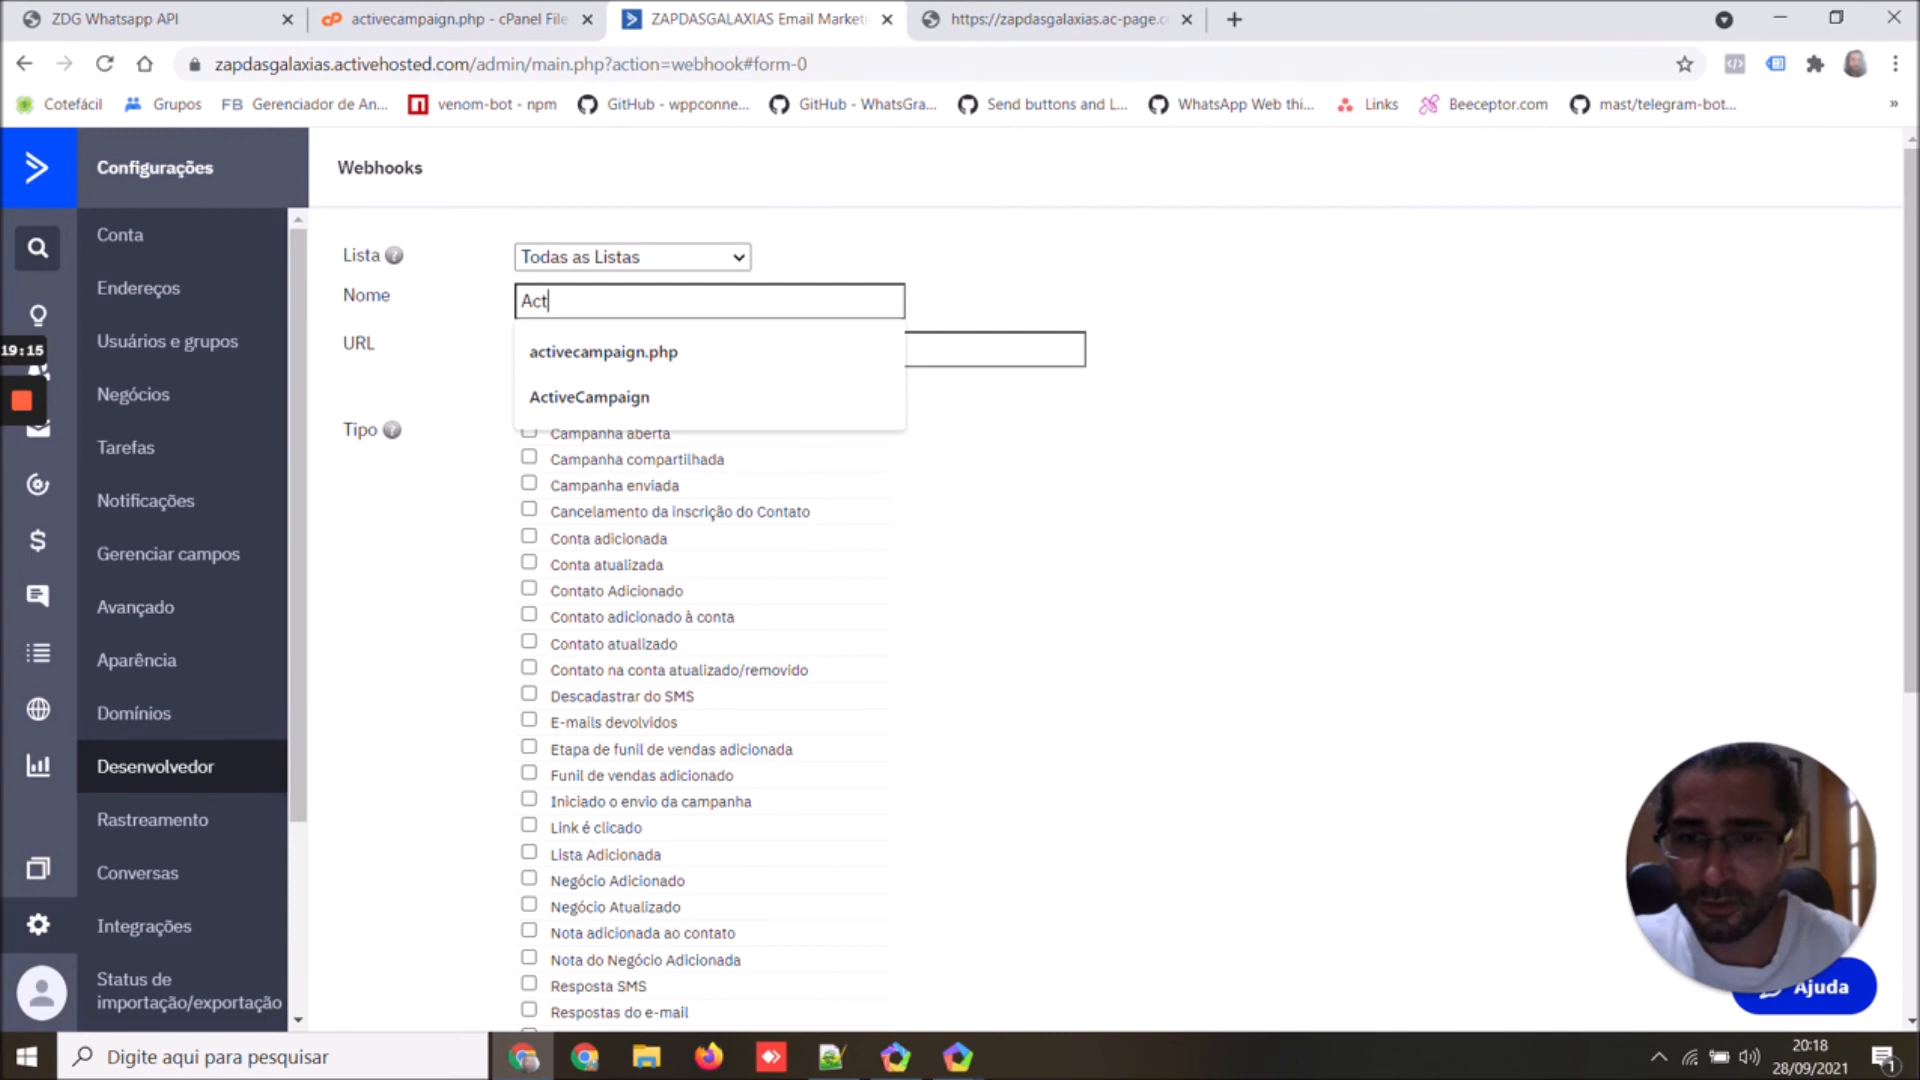 ZDG Whatsapp API
activecampaign.php - cPanel File
ZAPDASGALAXIAS Email Marketi
https://zapdasgalaxias.ac-page.c
zapdasgalaxias.activehosted.com/admin/main.php?action=webhook#form-0
Cotefácil
Grupos
FB Gerenciador de An...
venom-bot - npm
GitHub - wppconne...
GitHub - WhatsGra...
Send buttons and L...
WhatsApp Web thi...
Links
Beeceptor.com
mast/telegram-bot...
»
Configurações
Webhooks
Conta
Endereços
Usuários e grupos
Negócios
Tarefas
Notificações
Gerenciar campos
Avançado
Aparência
Domínios
Desenvolvedor
Rastreamento
Conversas
Integrações
Status de
importação/exportação
19:15
Lista
Todas as Listas
Nome
Act
URL
activecampaign.php
ActiveCampaign
Tipo
Campanha aberta
Campanha compartilhada
Campanha enviada
Cancelamento da inscrição do Contato
Conta adicionada
Conta atualizada
Contato Adicionado
Contato adicionado à conta
Contato atualizado
Contato na conta atualizado/removido
Descadastrar do SMS
E-mails devolvidos
Etapa de funil de vendas adicionada
Funil de vendas adicionado
Iniciado o envio da campanha
Link é clicado
Lista Adicionada
Negócio Adicionado
Negócio Atualizado
Nota adicionada ao contato
Nota do Negócio Adicionada
Resposta SMS
Respostas do e-mail
Ajuda
Digite aqui para pesquisar
20:18
28/09/2021
1